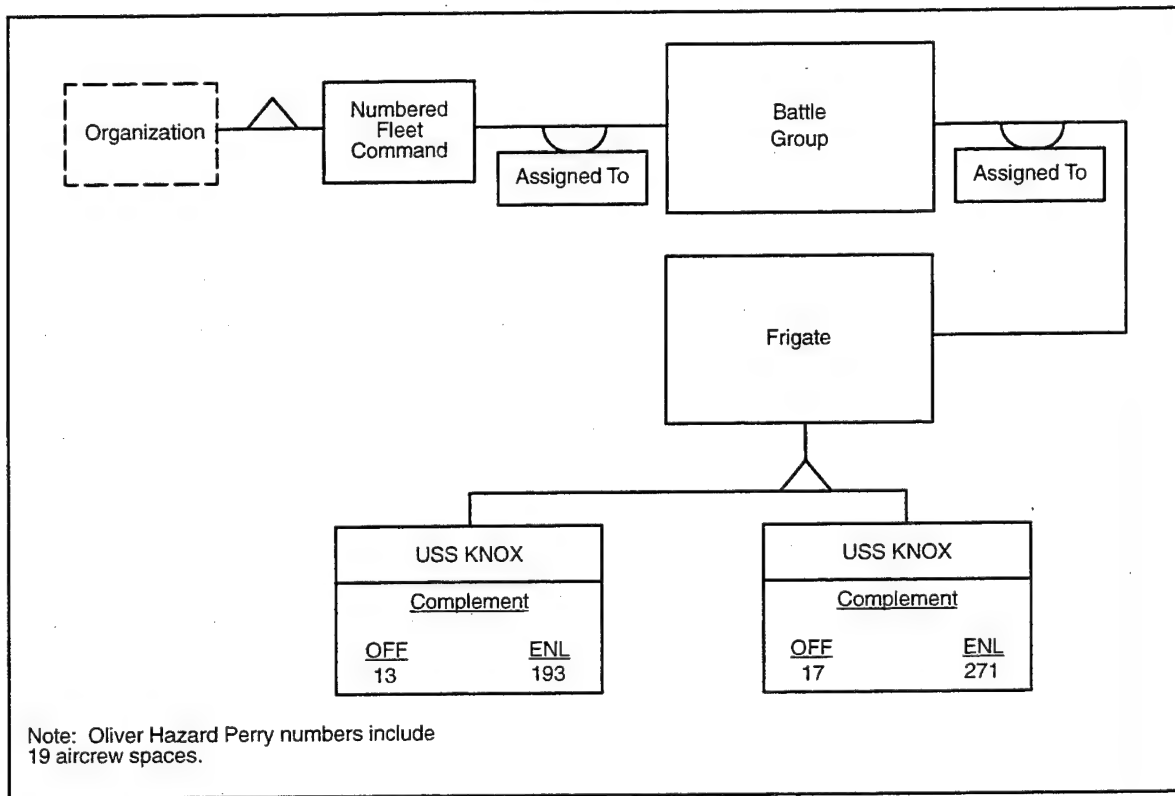 Organization
Numbered
Fleet
Command
Assigned To
Battle
Group
Assigned To
Frigate
USS KNOX
Complement
OFF ENL
13 193
USS KNOX
Complement
OFF ENL
17 271
Note: Oliver Hazard Perry numbers include
19 aircrew spaces.